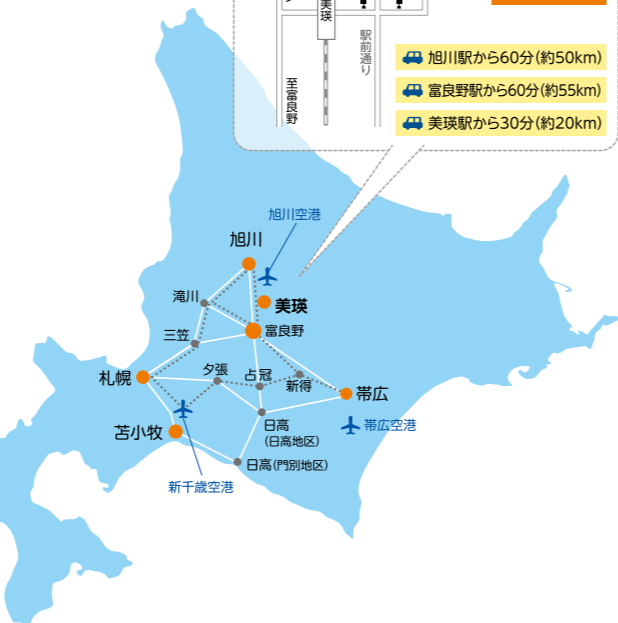 美瑛
駅前通り
至富良野
旭川駅から60分(約50km)
富良野駅から60分(約55km)
美瑛駅から30分(約20km)
旭川空港
旭川
滝川
美瑛
富良野
三笠
札幌
夕張
占冠
新得
帯広
帯広空港
日高
(日高地区)
苫小牧
日高(門別地区)
新千歳空港